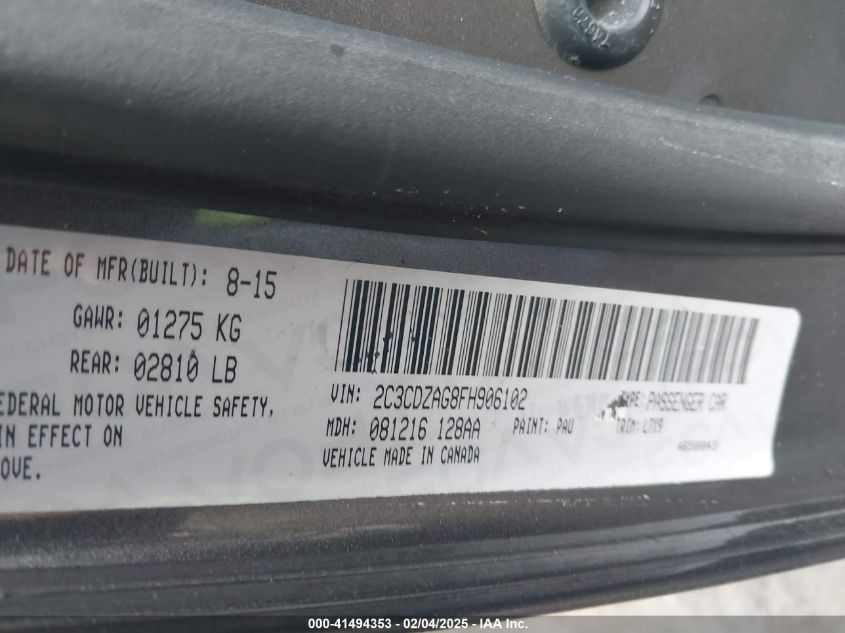 DATE OF MFR(BUILT): 8-15
GAWR: 01275 KG
REAR: 02810 LB
EDERAL MOTOR VEHICLE SAFETY,
IN EFFECT ON
OVE.
VIN: 2C3CDZAG8FH906102
TYPE: PASSENGER CAR
MDH: 081216 128AA
PAINT: PAU
TRIM: L7X9
VEHICLE MADE IN CANADA
000-41494353 - 02/04/2025 - IAA Inc.